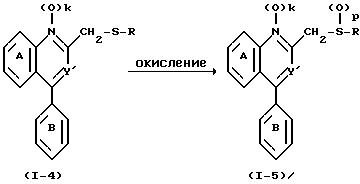 (O)k
N
CH2-S-R
A
Y′
B
(I-4)
окисление
(O)k (O)p
N
CH2-S-R
A
Y′
B
(I-5)/